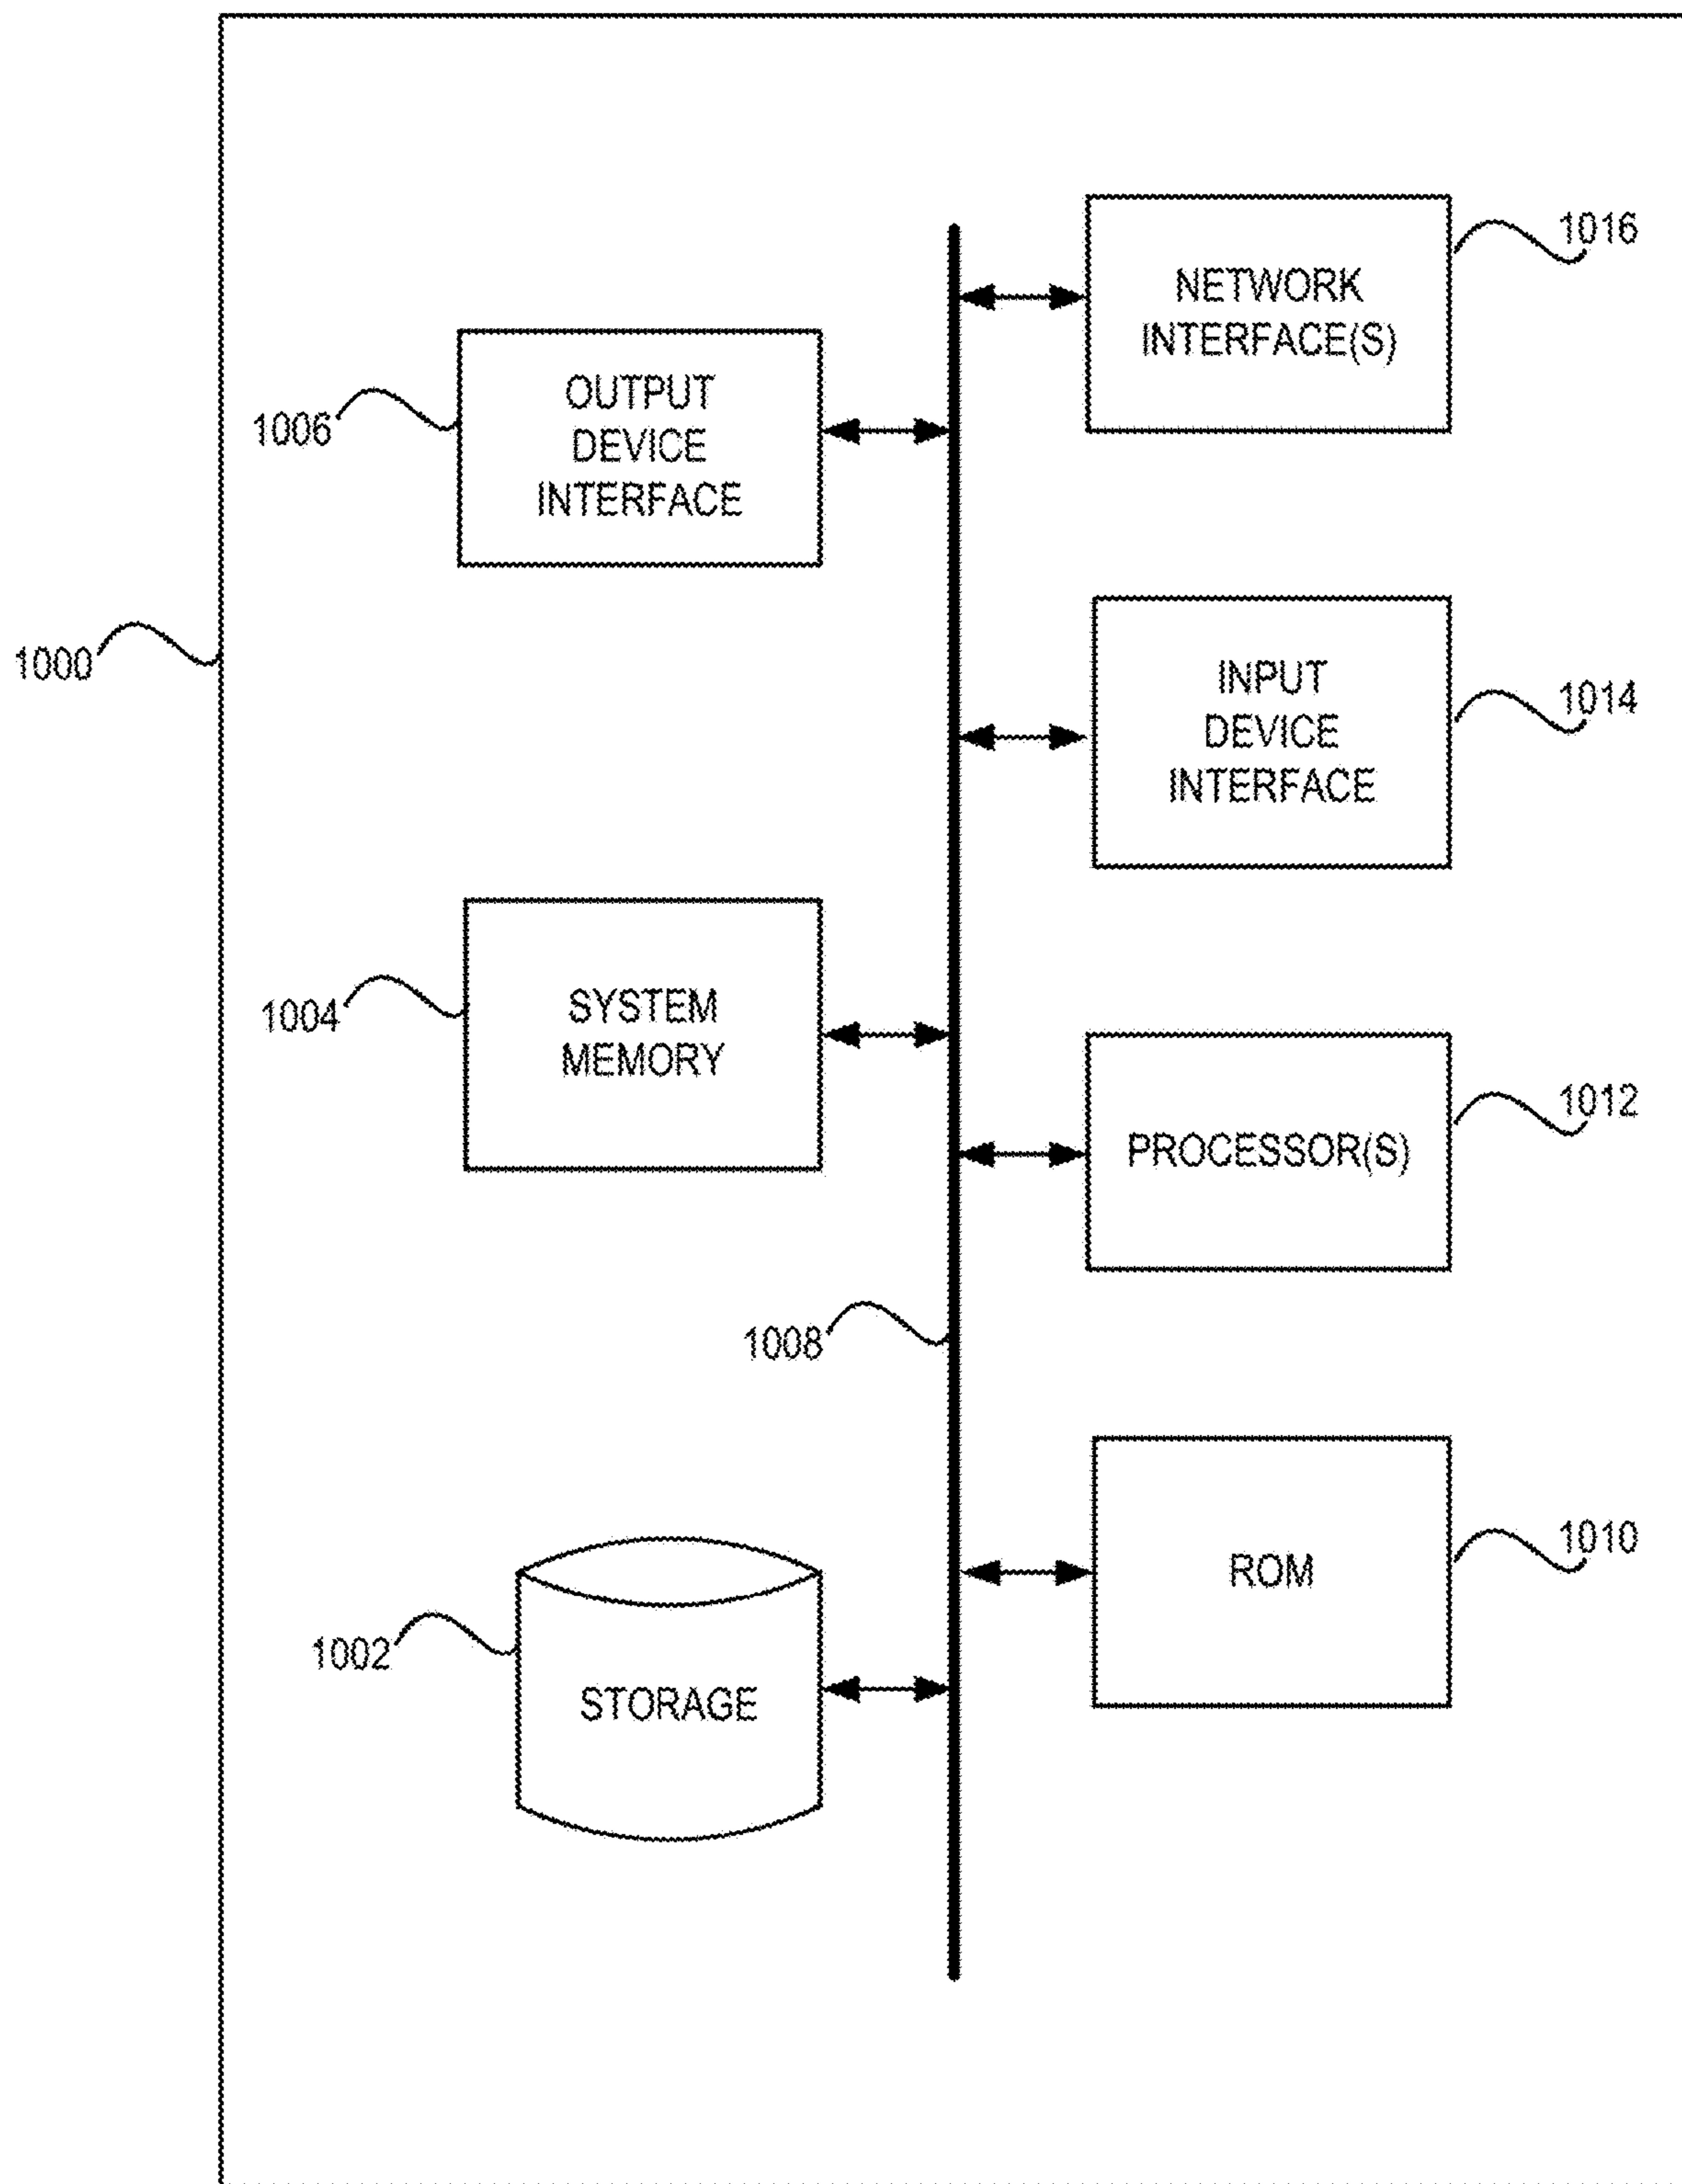 1016
NETWORK
INTERFACE(S)
OUTPUT
DEVICE
INTERFACE
1006
1000
INPUT
DEVICE
INTERFACE
1014
SYSTEM
MEMORY
1004
1012
PROCESSOR(S)
1008
1010
ROM
1002
STORAGE